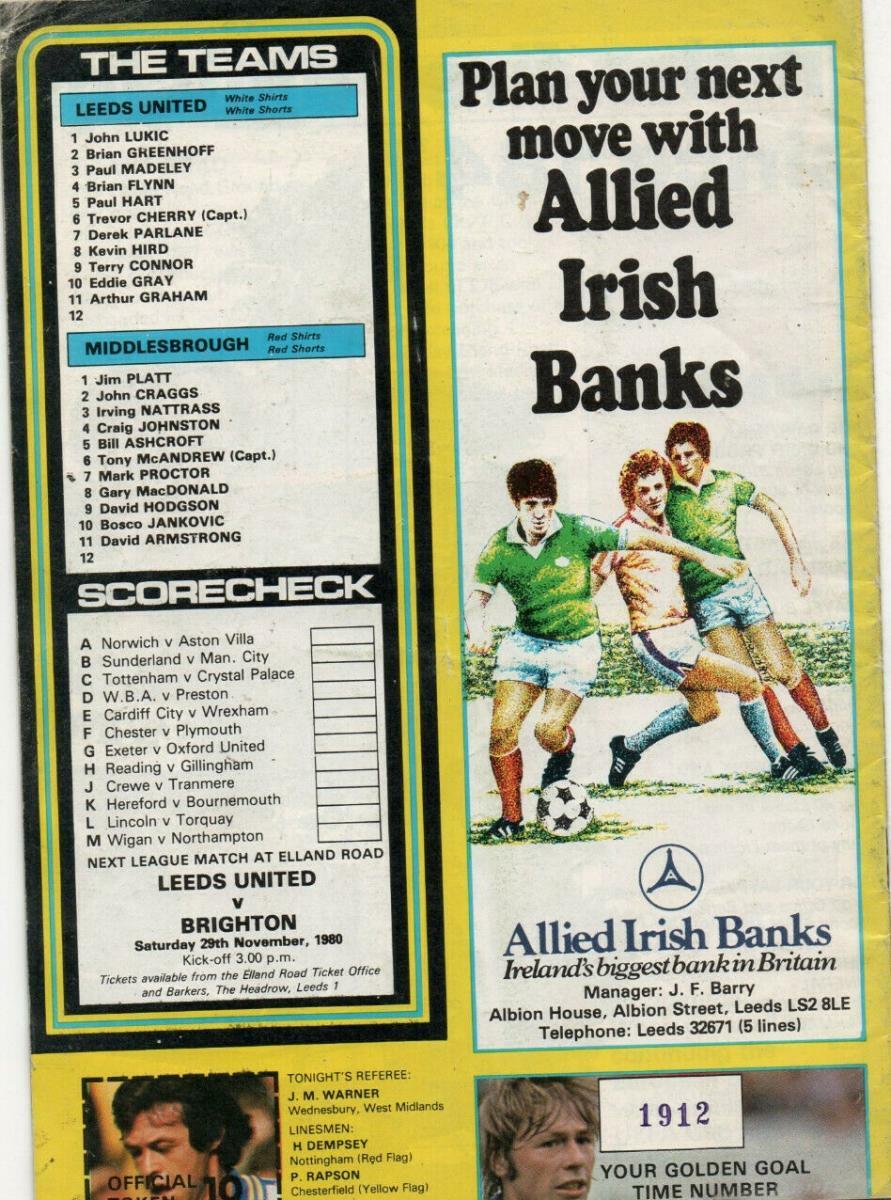 THE TEAMS
LEEDS UNITED White Shirts
White Shorts
1 John LUKIC
2 Brian GREENHOFF
3 Paul MADELEY
4 Brian FLYNN
5 Paul HART
6 Trevor CHERRY (Capt.)
7 Derek PARLANE
8 Kevin HIRD
9 Terry CONNOR
10 Eddie GRAY
11 Arthur GRAHAM
12
MIDDLESBROUGH Red Shirts
Red Shorts
1 Jim PLATT
2 John CRAGGS
3 Irving NATTRASS
4 Craig JOHNSTON
5 Bill ASHCROFT
6 Tony McANDREW (Capt.)
7 Mark PROCTOR
8 Gary MacDONALD
9 David HODGSON
10 Bosco JANKOVIC
11 David ARMSTRONG
12
SCORECHECK
A Norwich v Aston Villa
B Sunderland v Man. City
C Tottenham v Crystal Palace
D W.B.A. v Preston
E Cardiff City v Wrexham
F Chester v Plymouth
G Exeter v Oxford United
H Reading v Gillingham
J Crewe v Tranmere
K Hereford v Bournemouth
L Lincoln v Torquay
M Wigan v Northampton
NEXT LEAGUE MATCH AT ELLAND ROAD
LEEDS UNITED
v
BRIGHTON
Saturday 29th November, 1980
Kick-off 3.00 p.m.
Tickets available from the Elland Road Ticket Office
and Barkers, The Headrow, Leeds 1
Plan your next
move with
Allied
Irish
Banks
Allied Irish Banks
Ireland's biggest bank in Britain
Manager: J. F. Barry
Albion House, Albion Street, Leeds LS2 8LE
Telephone: Leeds 32671 (5 lines)
OFFICIAL
TOKEN
10
TONIGHT'S REFEREE:
J. M. WARNER
Wednesbury, West Midlands
LINESMEN:
H DEMPSEY
Nottingham (Red Flag)
P. RAPSON
Chesterfield (Yellow Flag)
1912
YOUR GOLDEN GOAL
TIME NUMBER